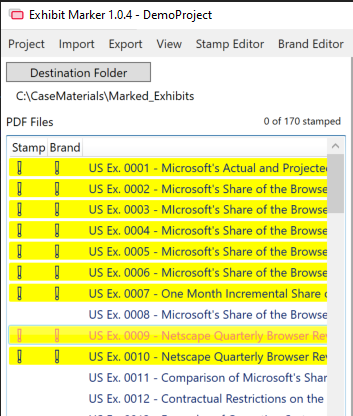 Exhibit Marker 1.0.4 - DemoProject
Project Import Export View Stamp Editor Brand Editor
Destination Folder
C:\CaseMaterials\Marked_Exhibits
PDF Files 0 of 170 stamped
Stamp Brand
! ! US Ex. 0001 - Microsoft's Actual and Projected
! ! US Ex. 0002 - Microsoft's Share of the Browse
! ! US Ex. 0003 - Microsoft's Share of the Browse
! ! US Ex. 0004 - Microsoft's Share of the Browse
! ! US Ex. 0005 - Microsoft's Share of the Browse
! ! US Ex. 0006 - Microsoft's Share of the Browse
! ! US Ex. 0007 - One Month Incremental Share
US Ex. 0008 - Microsoft's Share of the Browse
! ! US Ex. 0009 - Netscape Quarterly Browser Rev
! ! US Ex. 0010 - Netscape Quarterly Browser Rev
US Ex. 0011 - Comparison of Microsoft's Shar
US Ex. 0012 - Contractual Restrictions on the